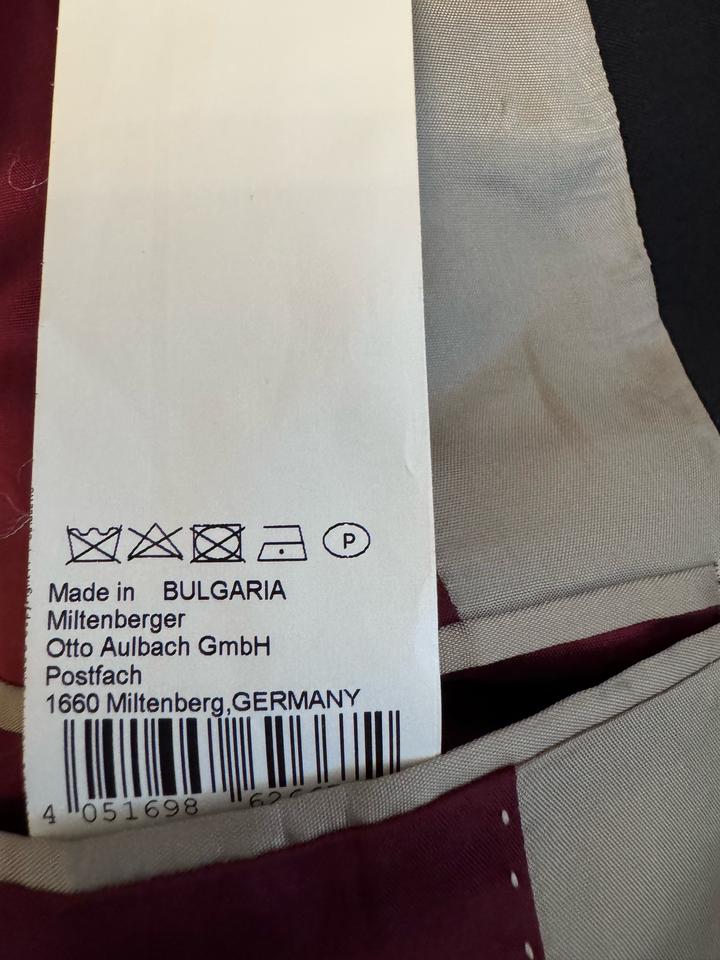 P
Made in BULGARIA
Miltenberger
Otto Aulbach GmbH
Postfach
1660 Miltenberg,GERMANY
4 051698